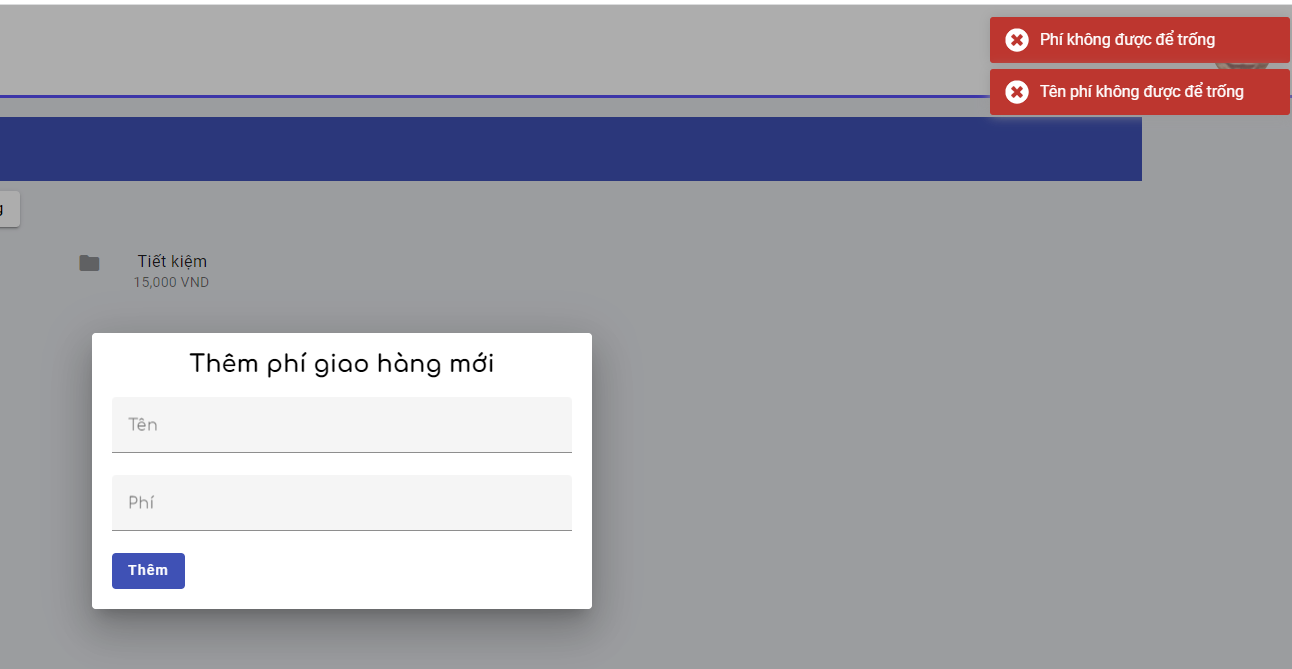 Phí không được để trống
Tên phí không được để trống
Tiết kiệm
15,000 VND
Thêm phí giao hàng mới
Tên
Phí
Thêm